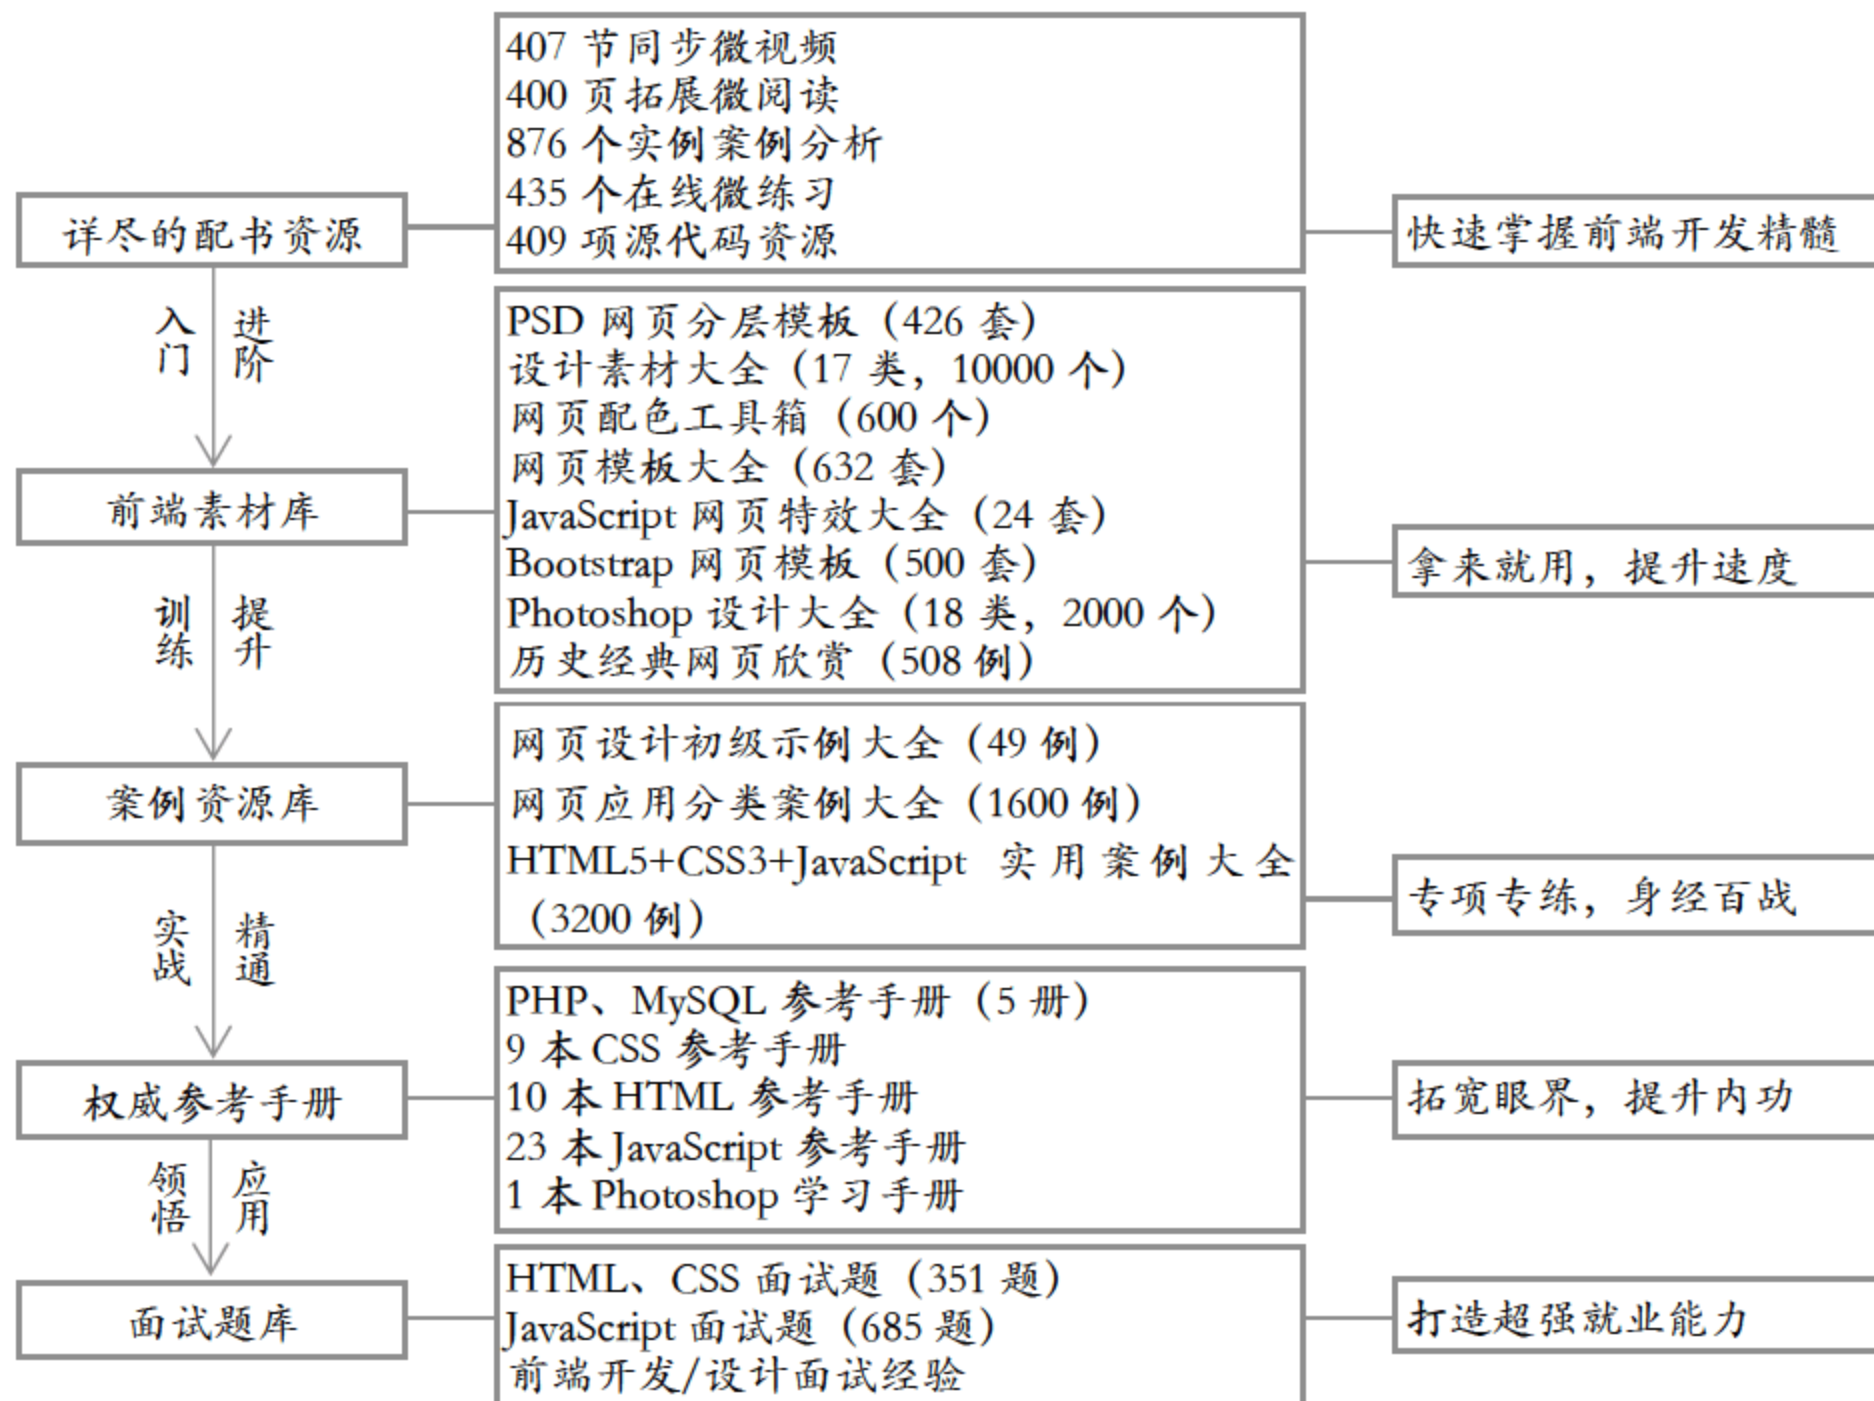 407 节同步微视频
400 页拓展微阅读
876 个实例案例分析
435 个在线微练习
409 项源代码资源
详尽的配书资源
快速掌握前端开发精髓
入门
进阶
PSD 网页分层模板（426 套）
设计素材大全（17 类，10000 个）
网页配色工具箱（600 个）
网页模板大全（632 套）
JavaScript 网页特效大全（24 套）
Bootstrap 网页模板（500 套）
Photoshop 设计大全（18 类，2000 个）
历史经典网页欣赏（508 例）
前端素材库
拿来就用，提升速度
训练
提升
网页设计初级示例大全（49 例）
网页应用分类案例大全（1600 例）
HTML5+CSS3+JavaScript 实用案例大全
（3200 例）
案例资源库
专项专练，身经百战
实战
精通
PHP、MySQL 参考手册（5 册）
9 本 CSS 参考手册
10 本 HTML 参考手册
23 本 JavaScript 参考手册
1 本 Photoshop 学习手册
权威参考手册
拓宽眼界，提升内功
领悟
应用
HTML、CSS 面试题（351 题）
JavaScript 面试题（685 题）
前端开发/设计面试经验
面试题库
打造超强就业能力